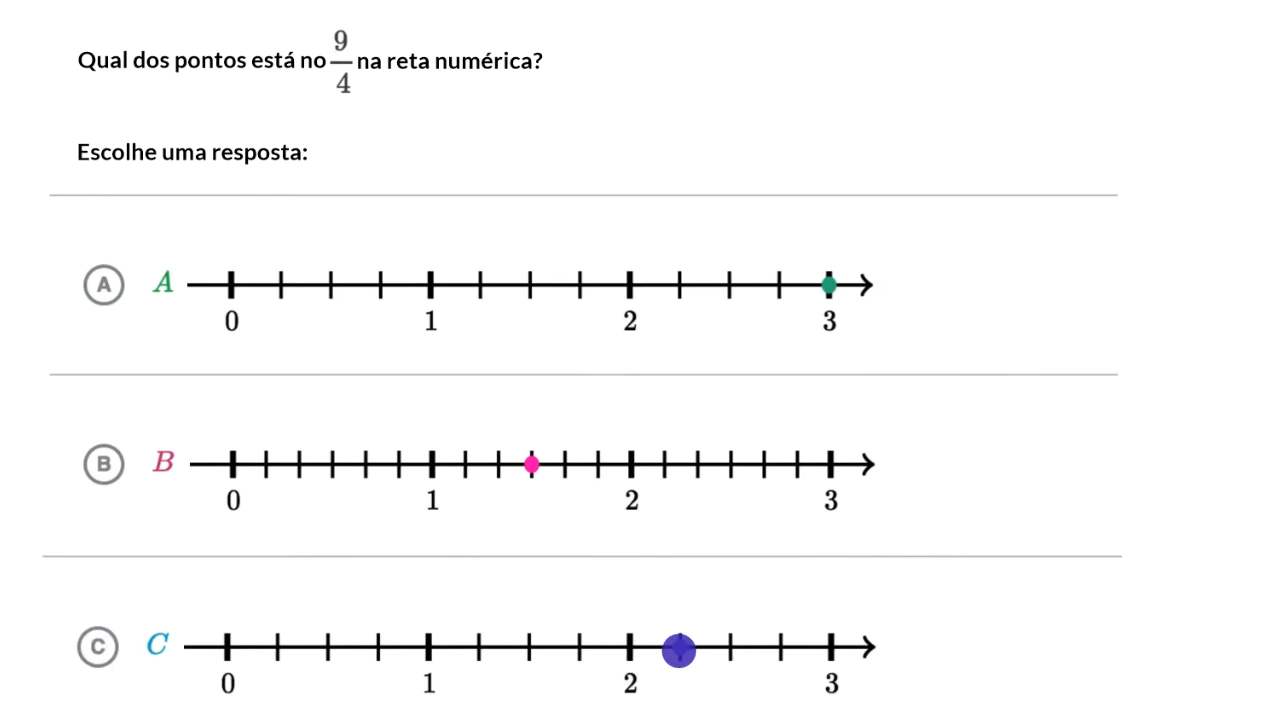 Qual dos pontos está no 9/4 na reta numérica?
Escolhe uma resposta:
A A
0 1 2 3
B B
0 1 2 3
C C
0 1 2 3